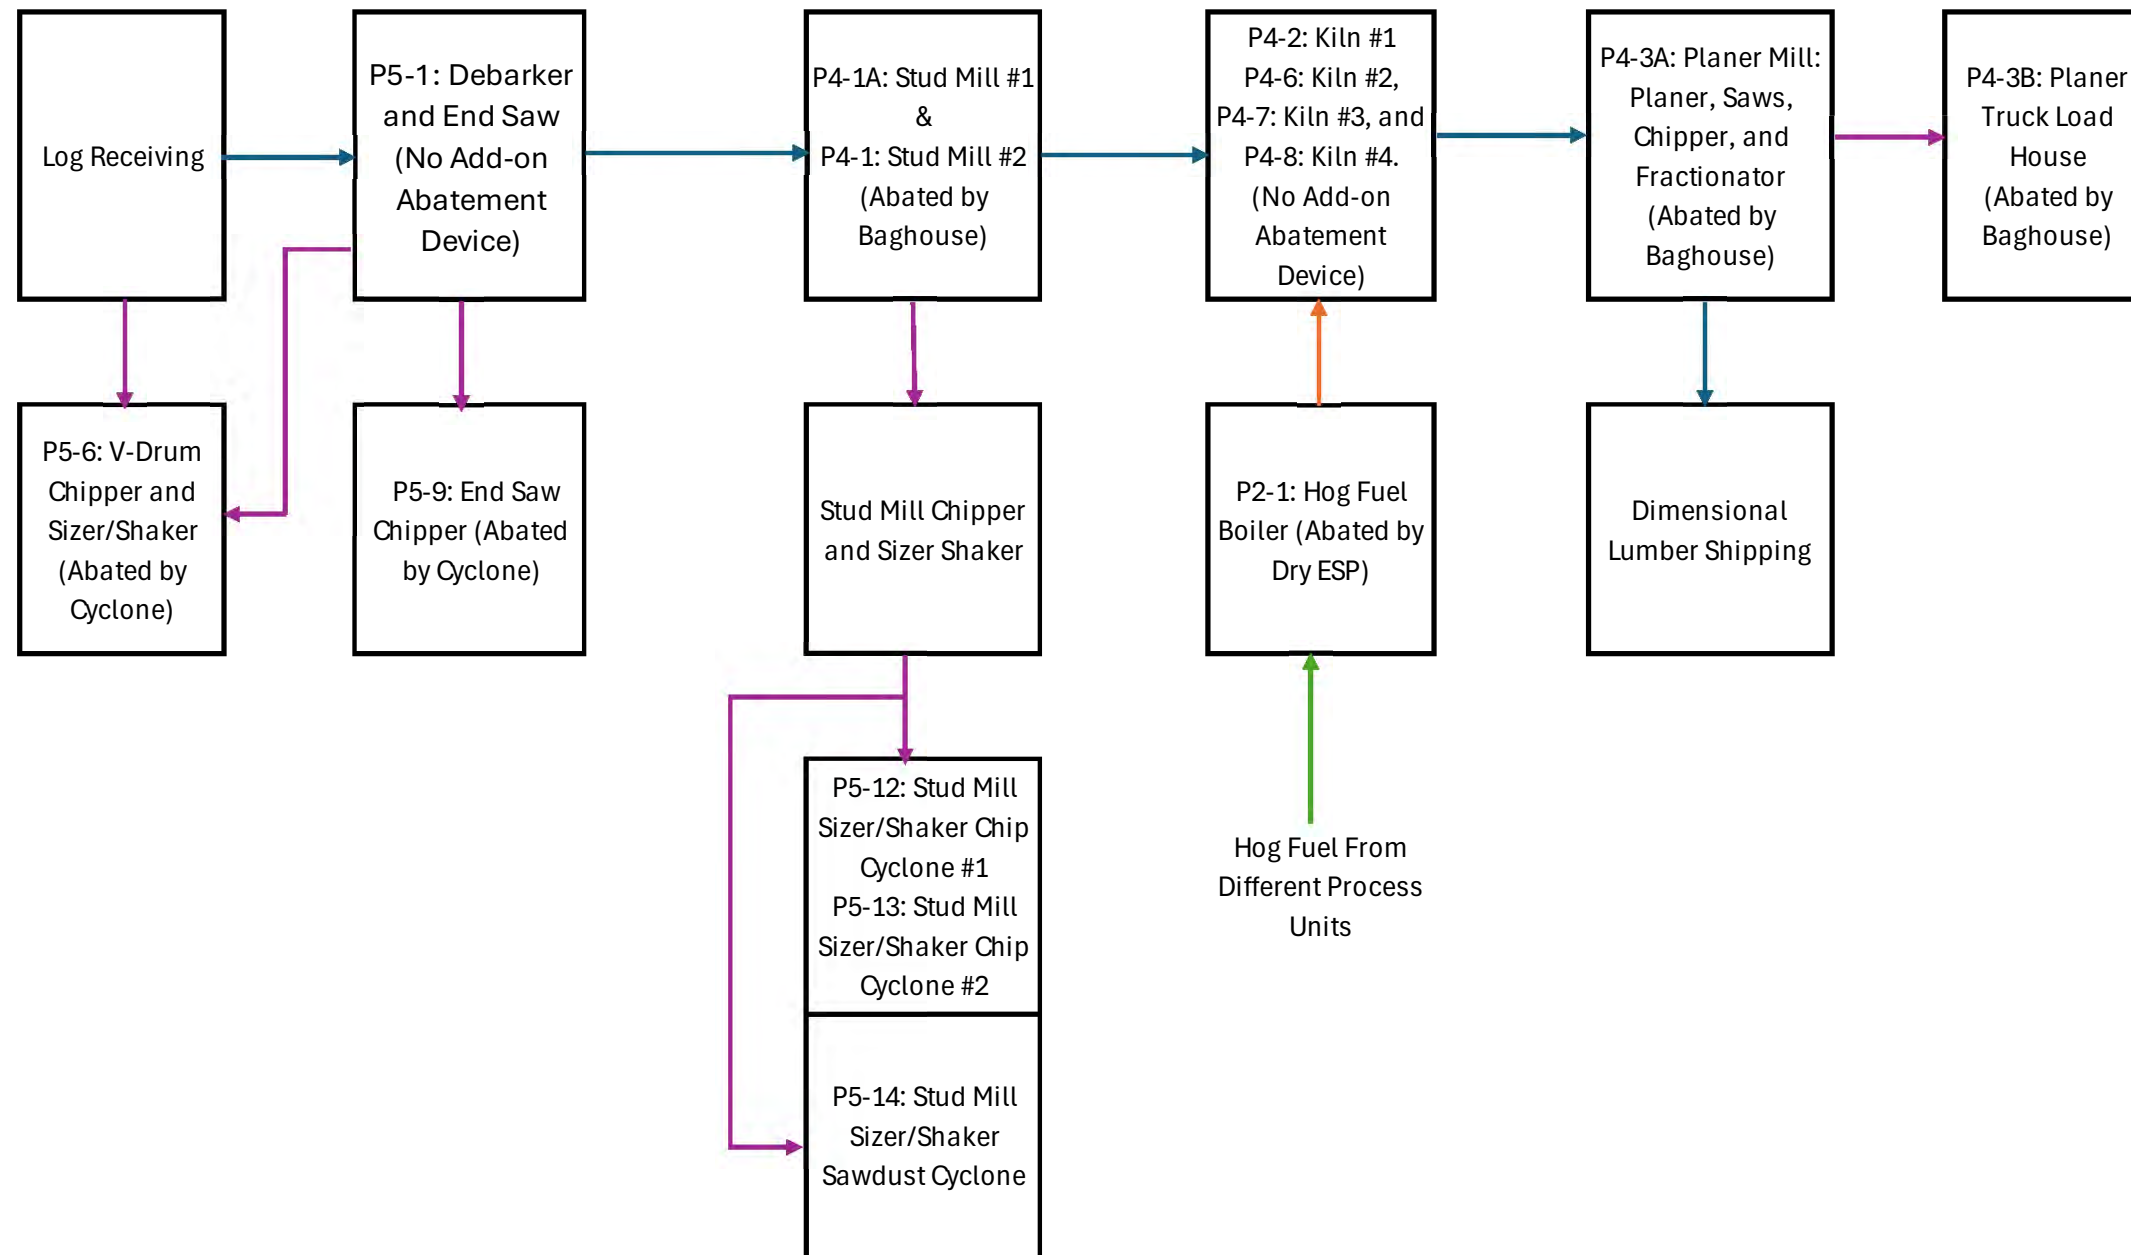 Log Receiving
P5-1: Debarker
and End Saw
(No Add-on
Abatement
Device)
P4-1A: Stud Mill #1
&
P4-1: Stud Mill #2
(Abated by
Baghouse)
P4-2: Kiln #1
P4-6: Kiln #2,
P4-7: Kiln #3, and
P4-8: Kiln #4.
(No Add-on
Abatement
Device)
P4-3A: Planer Mill:
Planer, Saws,
Chipper, and
Fractionator
(Abated by
Baghouse)
P4-3B: Planer
Truck Load
House
(Abated by
Baghouse)
P5-6: V-Drum
Chipper and
Sizer/Shaker
(Abated by
Cyclone)
P5-9: End Saw
Chipper (Abated
by Cyclone)
Stud Mill Chipper
and Sizer Shaker
P2-1: Hog Fuel
Boiler (Abated by
Dry ESP)
Dimensional
Lumber Shipping
P5-12: Stud Mill
Sizer/Shaker Chip
Cyclone #1
P5-13: Stud Mill
Sizer/Shaker Chip
Cyclone #2
Hog Fuel From
Different Process
Units
P5-14: Stud Mill
Sizer/Shaker
Sawdust Cyclone